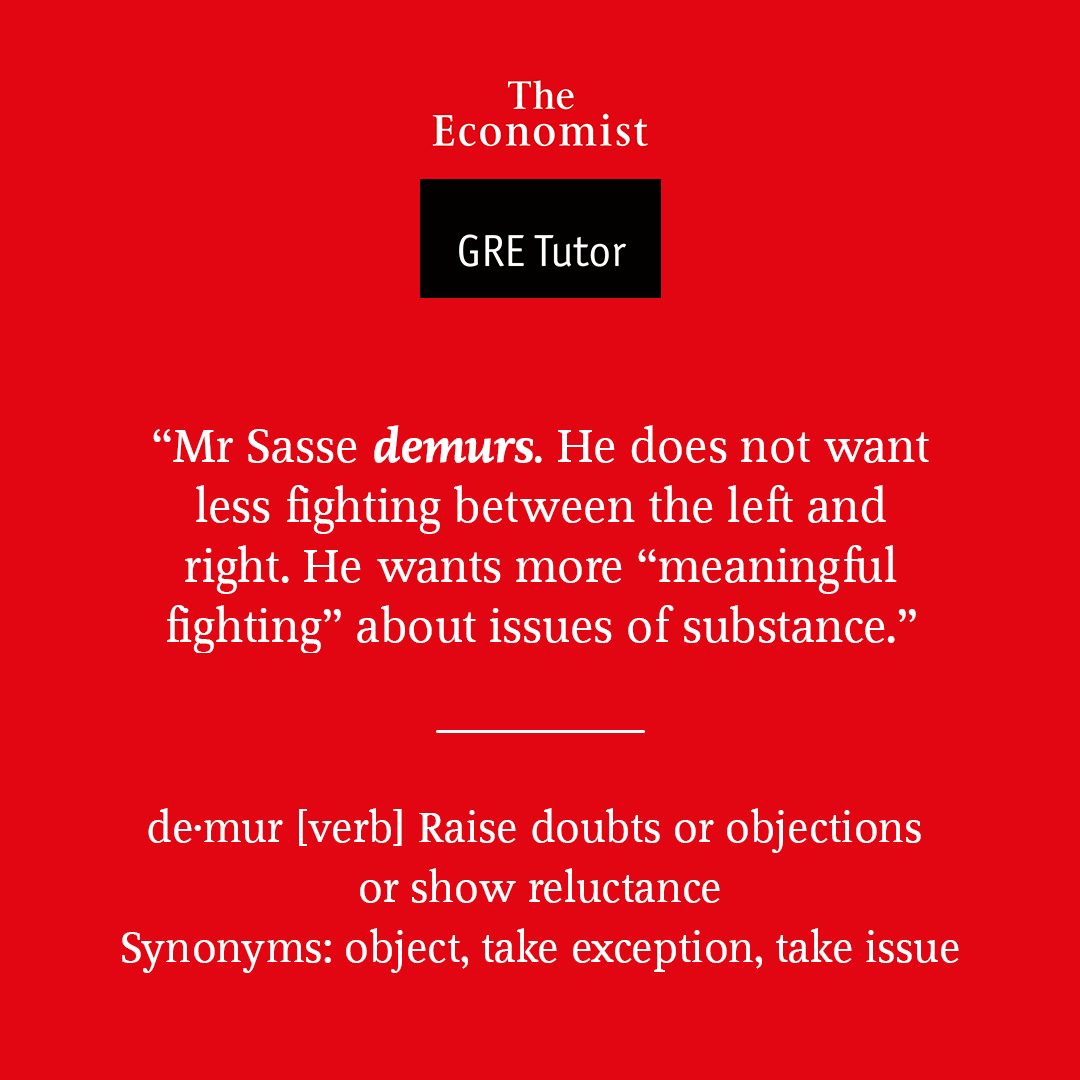 The
Economist
GRE Tutor
“Mr Sasse demurs. He does not want
less fighting between the left and
right. He wants more “meaningful
fighting” about issues of substance.”
de·mur [verb] Raise doubts or objections
or show reluctance
Synonyms: object, take exception, take issue